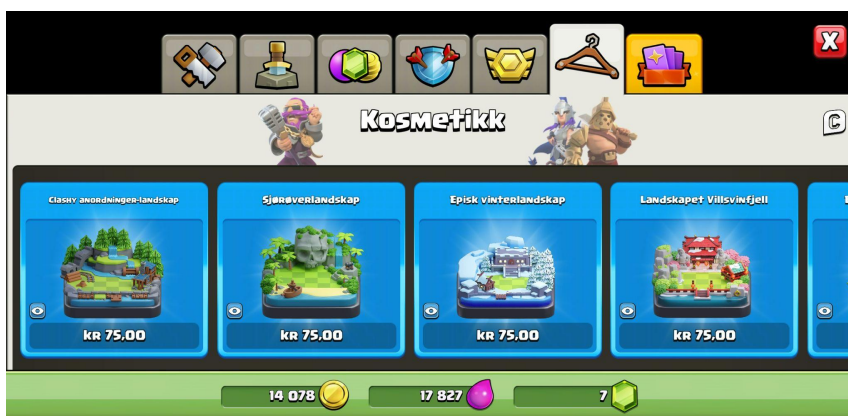 X
Kosmetikk
C
Clashy anordninger-landskap
Sjørøverlandskap
Episk vinterlandskap
Landskapet Villsvinfjell
kr 75,00
kr 75,00
kr 75,00
kr 75,00
14 078
17 827
7